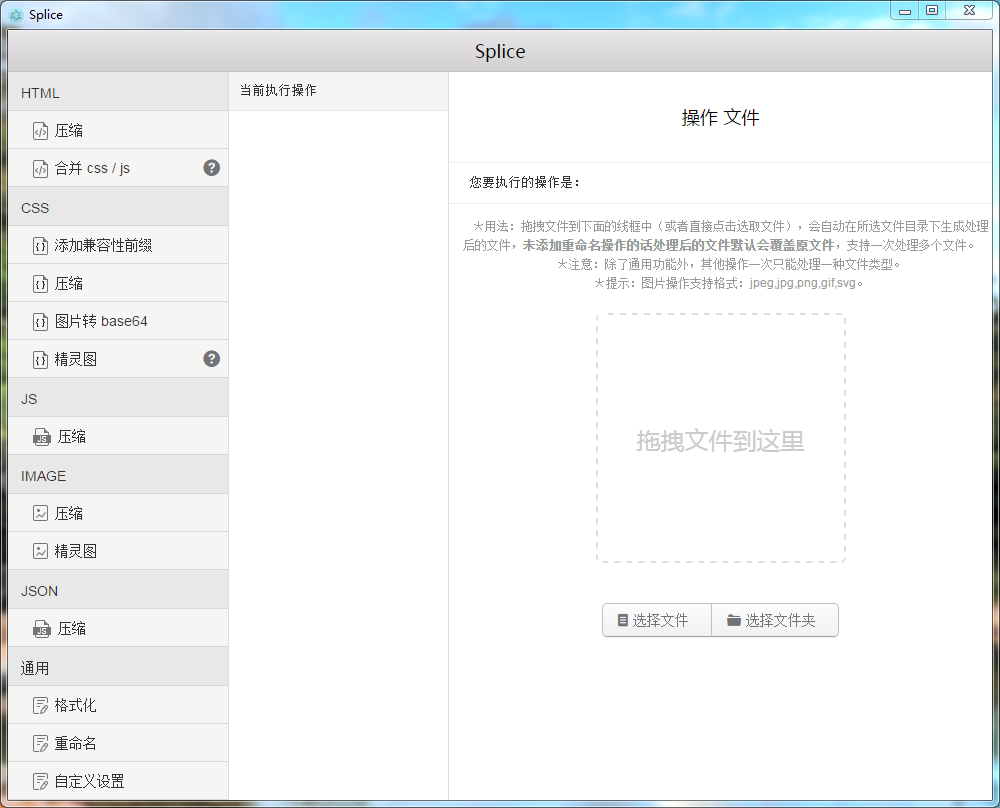 Splice
Splice
HTML
压缩
合并 css / js
?
CSS
添加兼容性前缀
压缩
图片转 base64
精灵图
?
JS
JS 压缩
IMAGE
压缩
精灵图
JSON
JS 压缩
通用
格式化
重命名
自定义设置
当前执行操作
操作 文件
您要执行的操作是：
＊用法：拖拽文件到下面的线框中（或者直接点击选取文件），会自动在所选文件目录下生成处理
后的文件，未添加重命名操作的话处理后的文件默认会覆盖原文件，支持一次处理多个文件。
＊注意：除了通用功能外，其他操作一次只能处理一种文件类型。
＊提示：图片操作支持格式：jpeg,jpg,png,gif,svg。
拖拽文件到这里
选择文件 选择文件夹